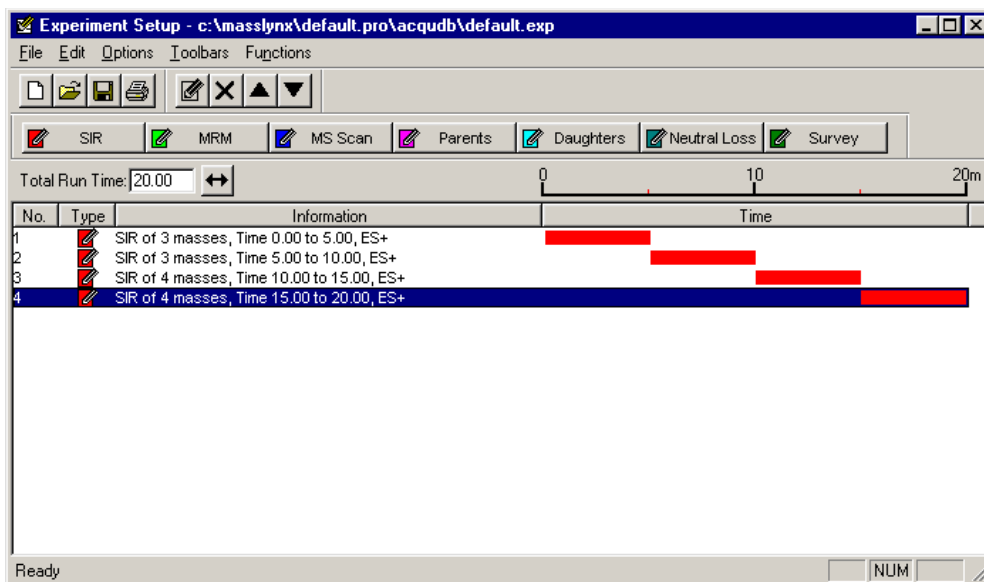 Experiment Setup - c:\masslynx\default.pro\acqudb\default.exp
File Edit Options Toolbars Functions
SIR MRM MS Scan Parents Daughters Neutral Loss Survey
Total Run Time: 20.00 0 10 20m
No. Type Information Time
1 SIR of 3 masses, Time 0.00 to 5.00, ES+
2 SIR of 3 masses, Time 5.00 to 10.00, ES+
3 SIR of 4 masses, Time 10.00 to 15.00, ES+
4 SIR of 4 masses, Time 15.00 to 20.00, ES+
Ready NUM